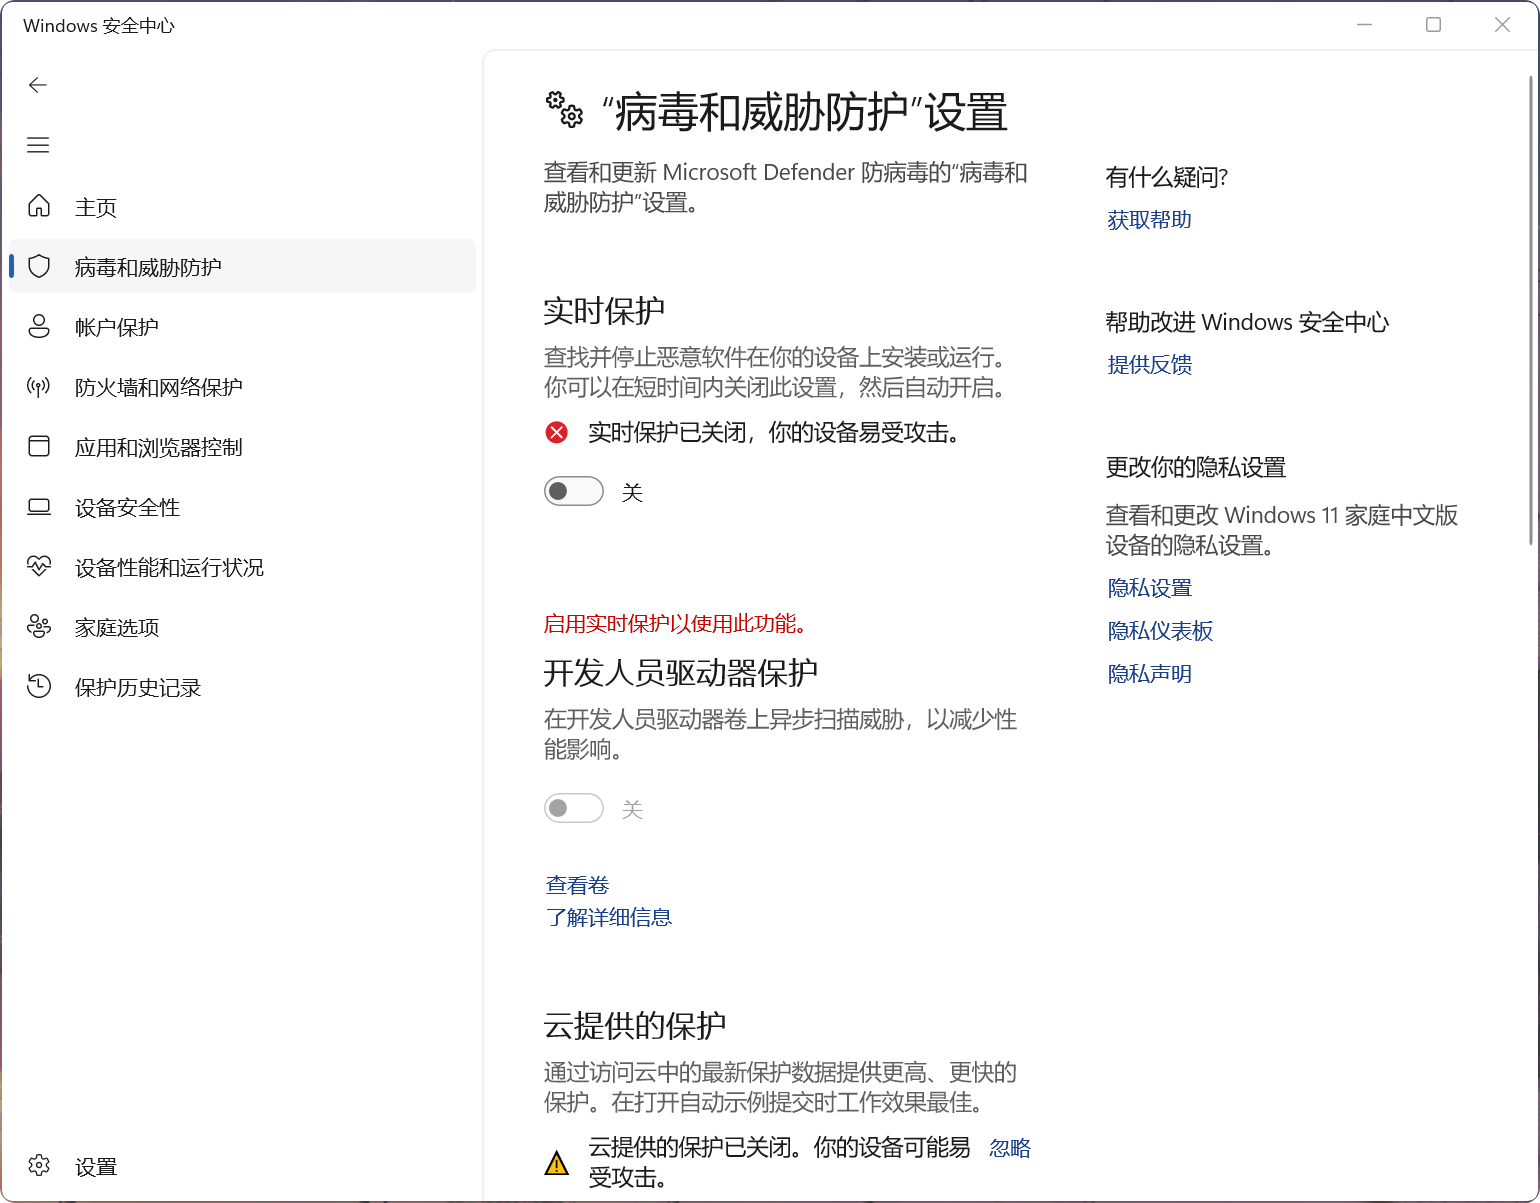 Windows 安全中心
主页
病毒和威胁防护
帐户保护
防火墙和网络保护
应用和浏览器控制
设备安全性
设备性能和运行状况
家庭选项
保护历史记录
设置
“病毒和威胁防护”设置
查看和更新 Microsoft Defender 防病毒的“病毒和
威胁防护”设置。
实时保护
查找并停止恶意软件在你的设备上安装或运行。
你可以在短时间内关闭此设置，然后自动开启。
实时保护已关闭，你的设备易受攻击。
关
启用实时保护以使用此功能。
开发人员驱动器保护
在开发人员驱动器卷上异步扫描威胁，以减少性
能影响。
关
查看卷
了解详细信息
云提供的保护
通过访问云中的最新保护数据提供更高、更快的
保护。在打开自动示例提交时工作效果最佳。
云提供的保护已关闭。你的设备可能易 忽略
受攻击。
有什么疑问?
获取帮助
帮助改进 Windows 安全中心
提供反馈
更改你的隐私设置
查看和更改 Windows 11 家庭中文版
设备的隐私设置。
隐私设置
隐私仪表板
隐私声明